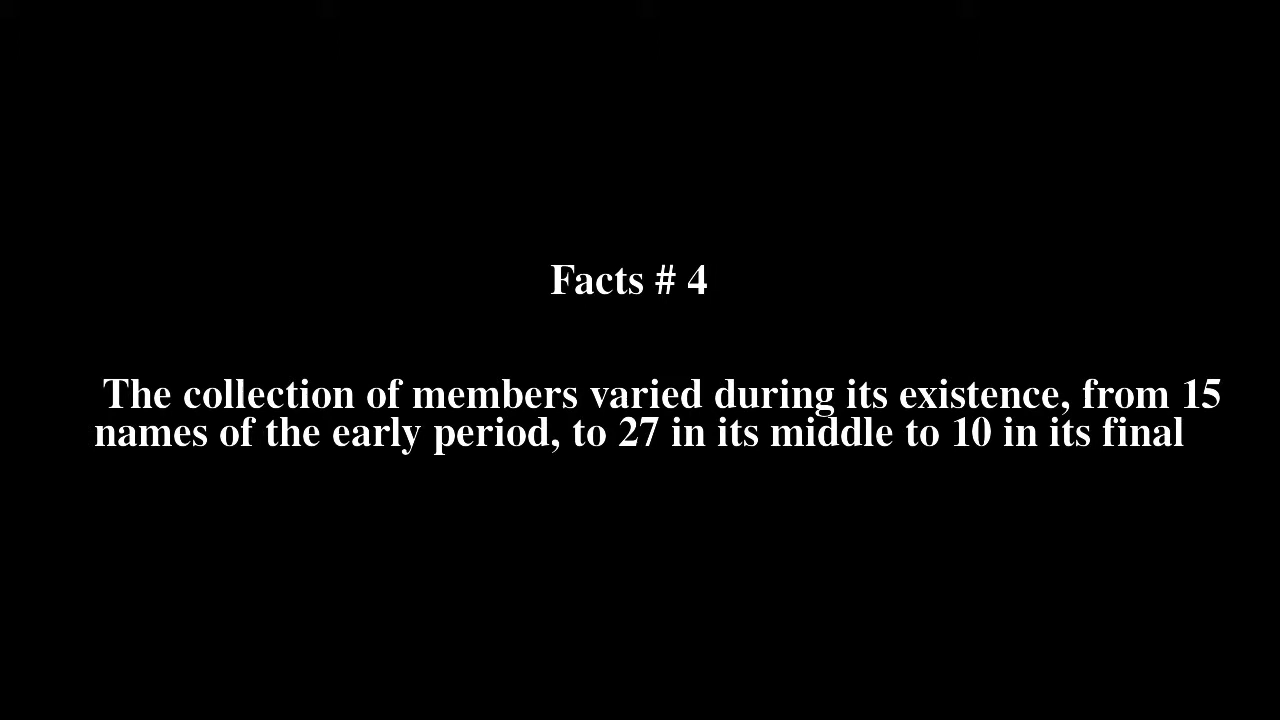 Facts # 4
The collection of members varied during its existence, from 15
names of the early period, to 27 in its middle to 10 in its final